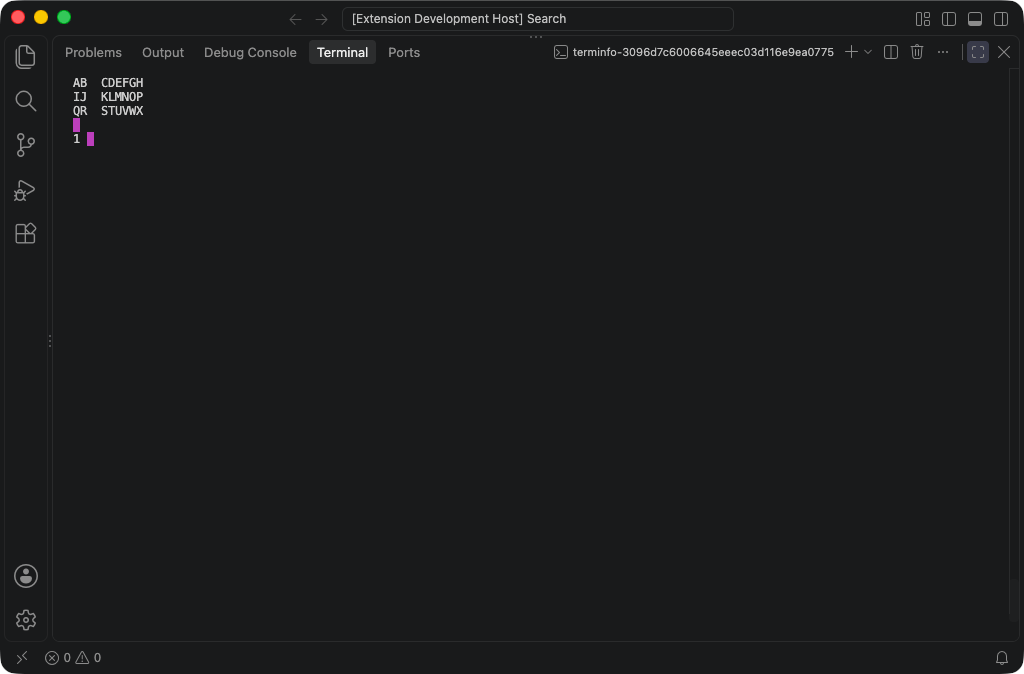 [Extension Development Host] Search
Problems Output Debug Console Terminal Ports terminfo-3096d7c6006645eeec03d116e9ea0775
AB  CDEFGH
IJ  KLMNOP
QR  STUVWX
1
0 0